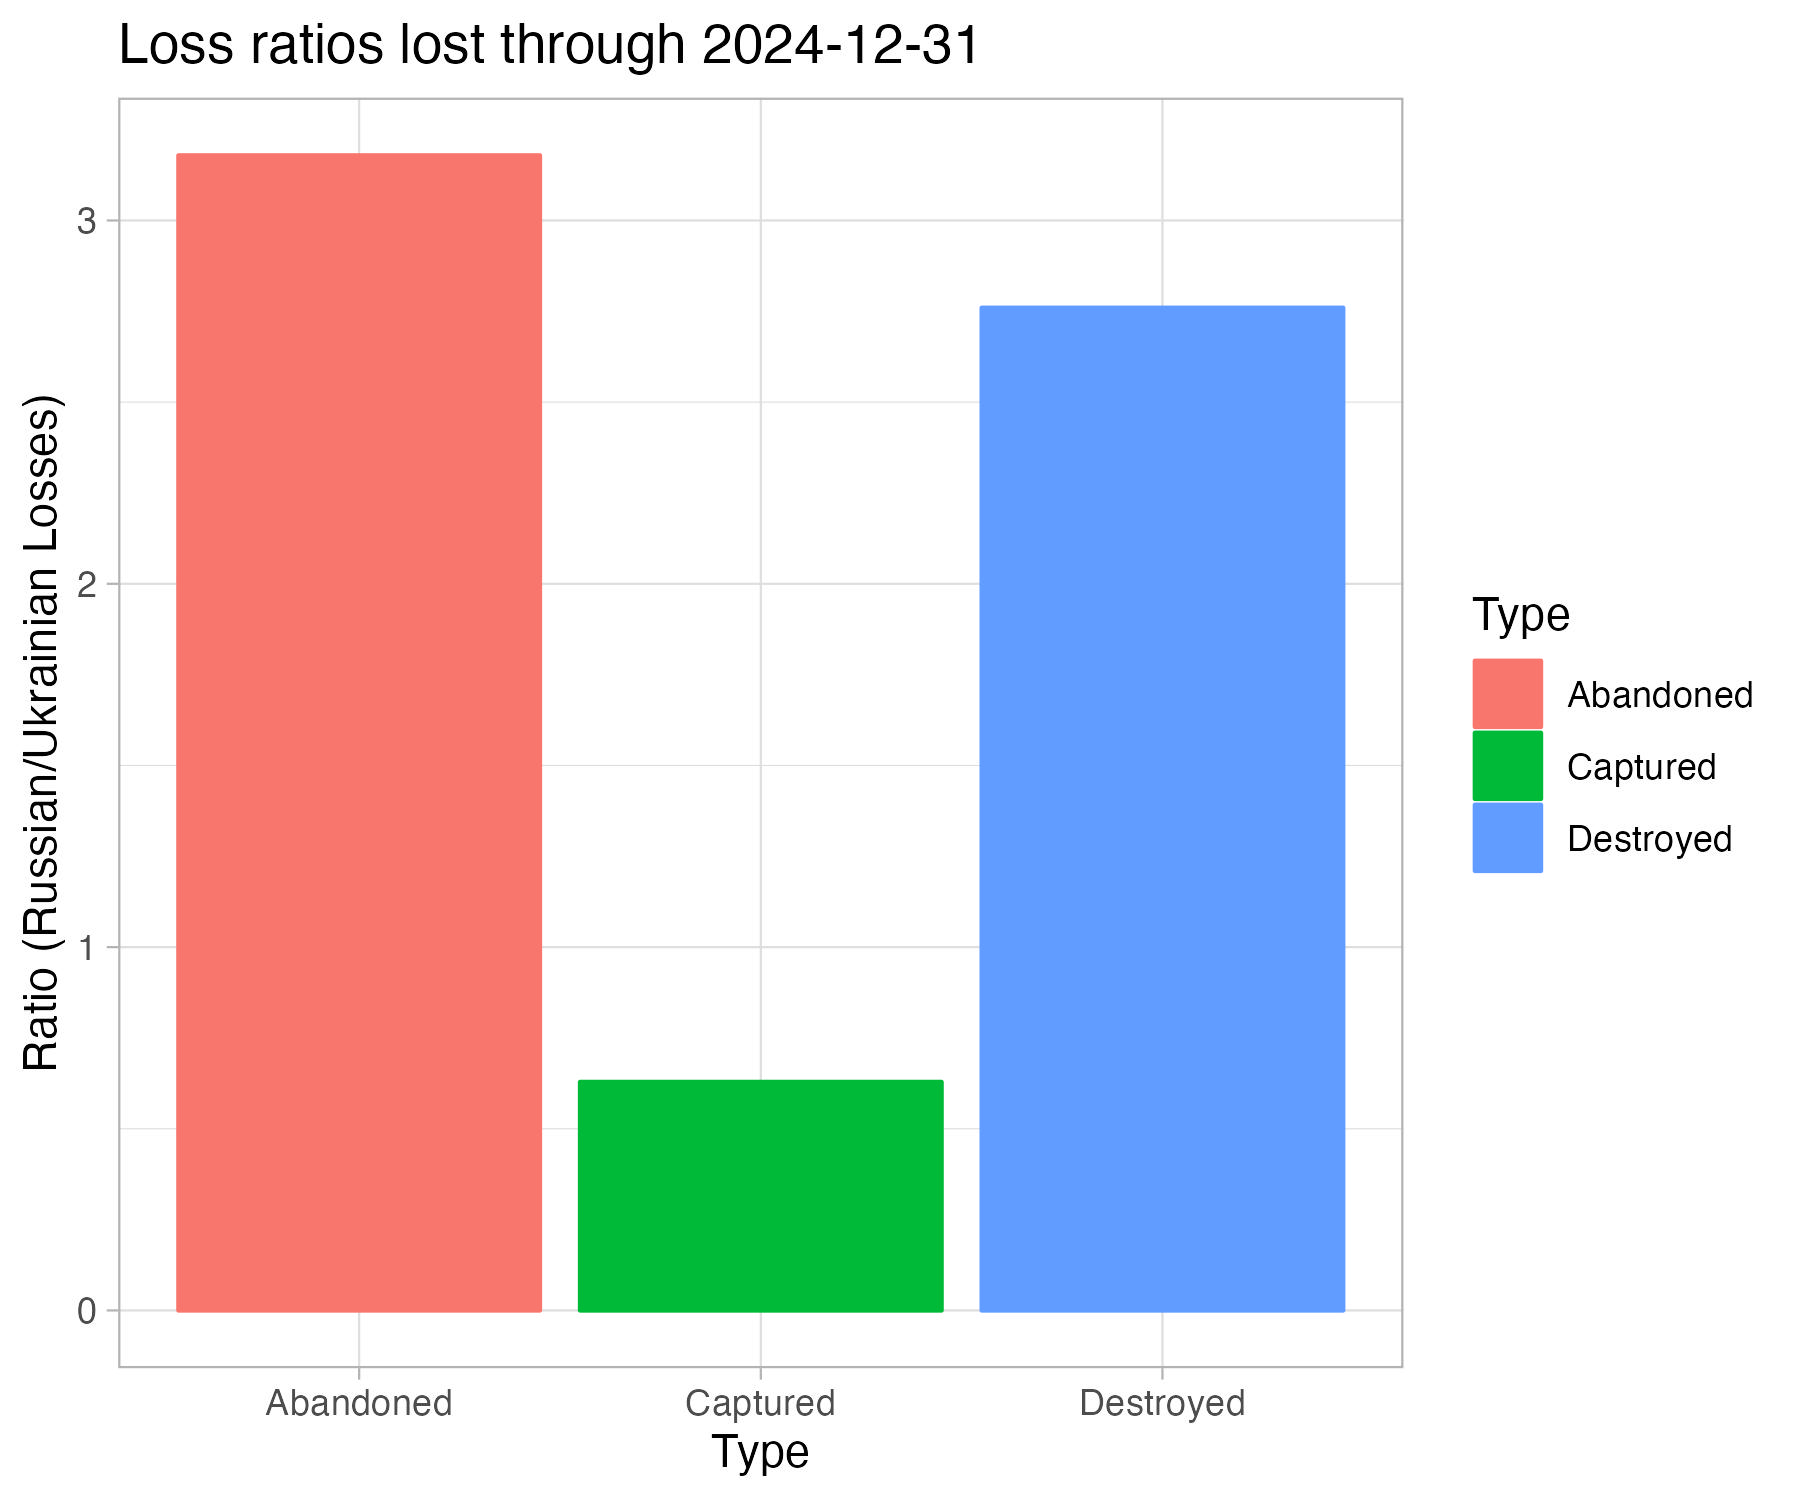 Loss ratios lost through 2024-12-31
Ratio (Russian/Ukrainian Losses)
3
2
1
0
Abandoned
Captured
Destroyed
Type
Type
Abandoned
Captured
Destroyed